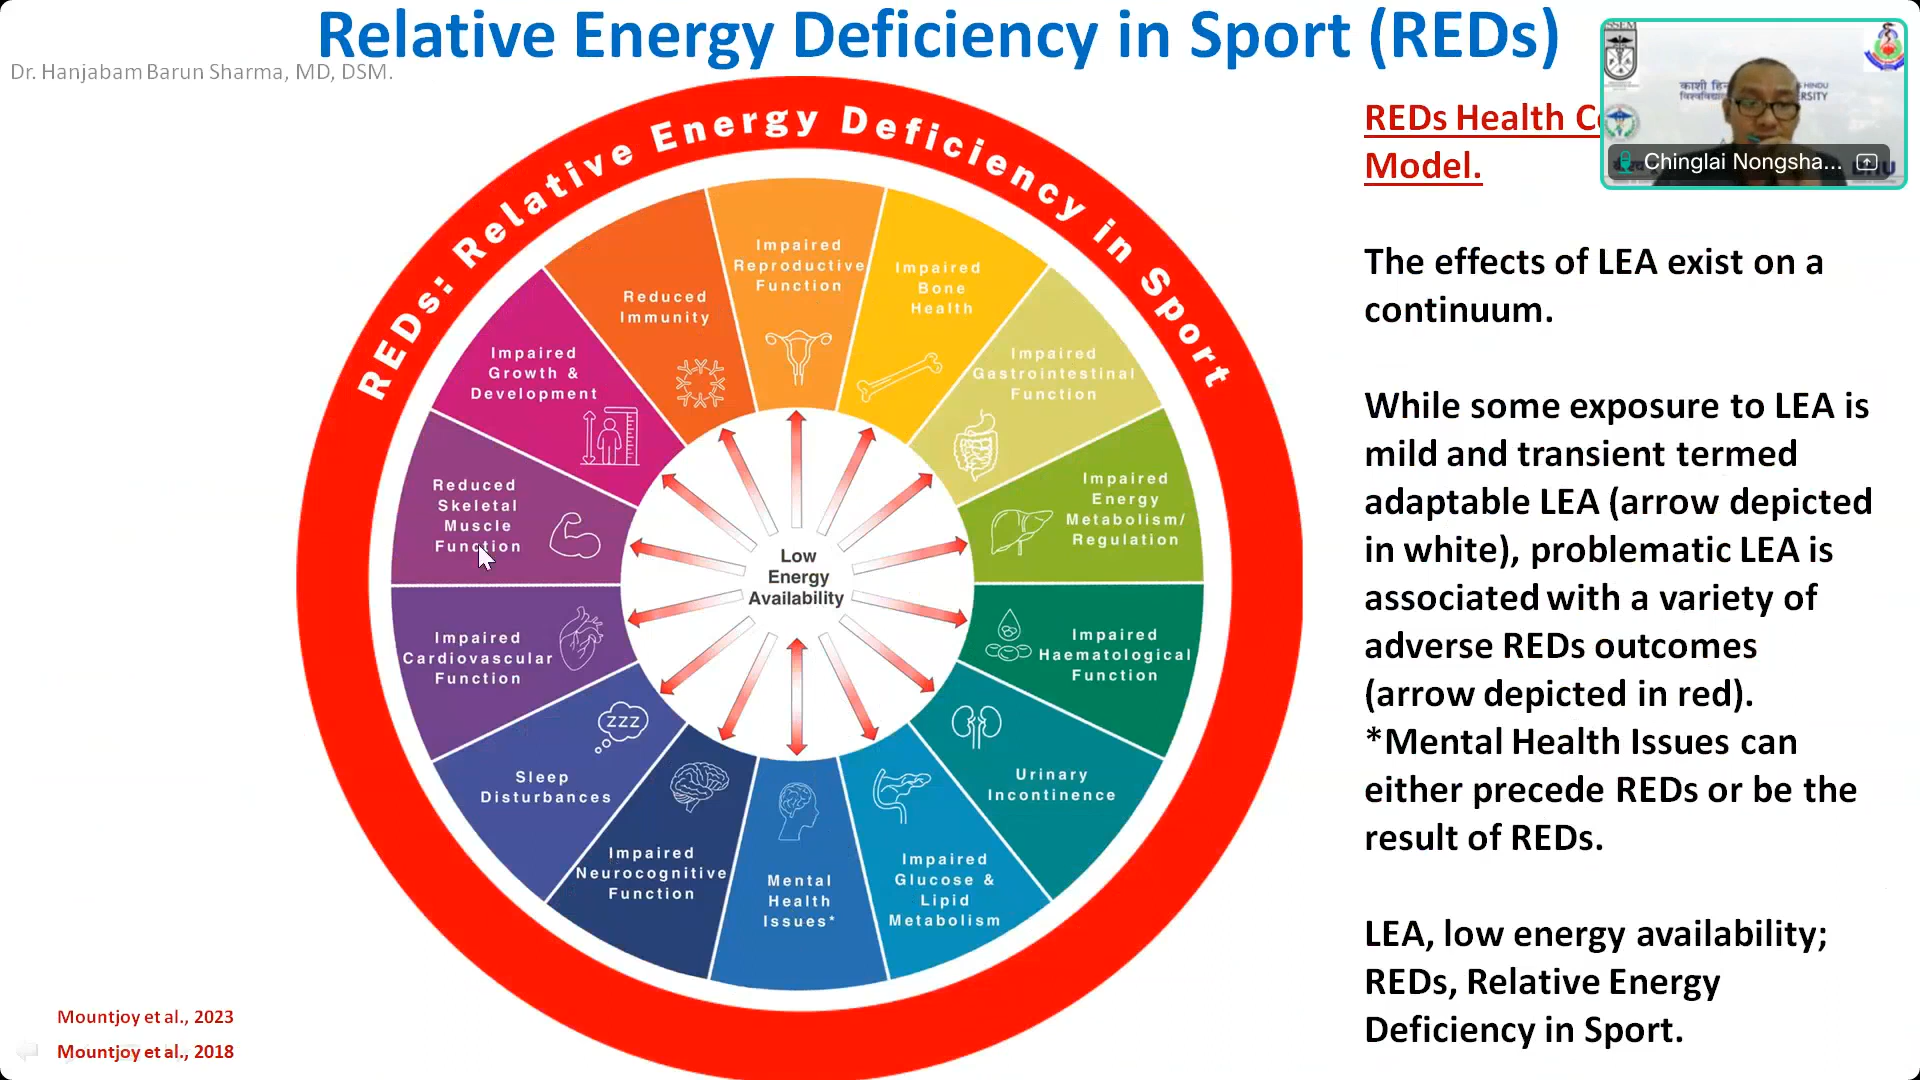 Relative Energy Deficiency in Sport (REDs)
Dr. Hanjabam Barun Sharma, MD, DSM.
REDs: Relative Energy Deficiency in Sport
Impaired
Reproductive
Function
Impaired
Bone
Health
Impaired
Gastrointestinal
Function
Impaired
Energy
Metabolism/
Regulation
Impaired
Haematological
Function
Urinary
Incontinence
Impaired
Glucose &
Lipid
Metabolism
Mental
Health
Issues*
Impaired
Neurocognitive
Function
Sleep
Disturbances
Impaired
Cardiovascular
Function
Reduced
Skeletal
Muscle
Function
Impaired
Growth &
Development
Reduced
Immunity
Low
Energy
Availability
zzz
REDs Health
Model.
The effects of LEA exist on a
continuum.
While some exposure to LEA is
mild and transient termed
adaptable LEA (arrow depicted
in white), problematic LEA is
associated with a variety of
adverse REDs outcomes
(arrow depicted in red).
*Mental Health Issues can
either precede REDs or be the
result of REDs.
LEA, low energy availability;
REDs, Relative Energy
Deficiency in Sport.
Mountjoy et al., 2023
Mountjoy et al., 2018
काशी
HINDU
Chinglai Nongsha...